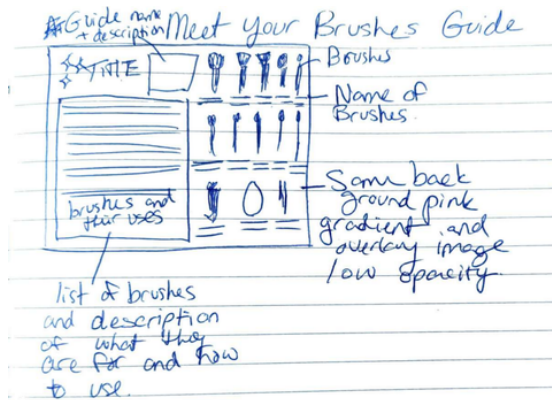 Guide name
+ description
Meet your Brushes Guide
TITLE
Brushes
Name of
Brushes.
Same back
ground pink
gradient and
overlay image
low opacity.
brushes and
their uses
list of brushes
and description
of what they
are for and how
to use.